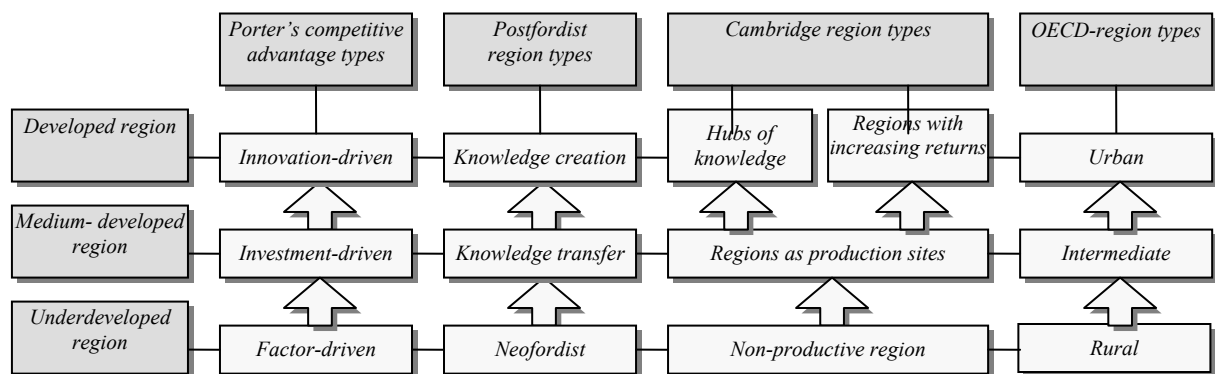 Porter’s competitive
advantage types
Postfordist
region types
Cambridge region types
OECD-region types
Developed region
Innovation-driven
Knowledge creation
Hubs of
knowledge
Regions with
increasing returns
Urban
Medium- developed
region
Investment-driven
Knowledge transfer
Regions as production sites
Intermediate
Underdeveloped
region
Factor-driven
Neofordist
Non-productive region
Rural